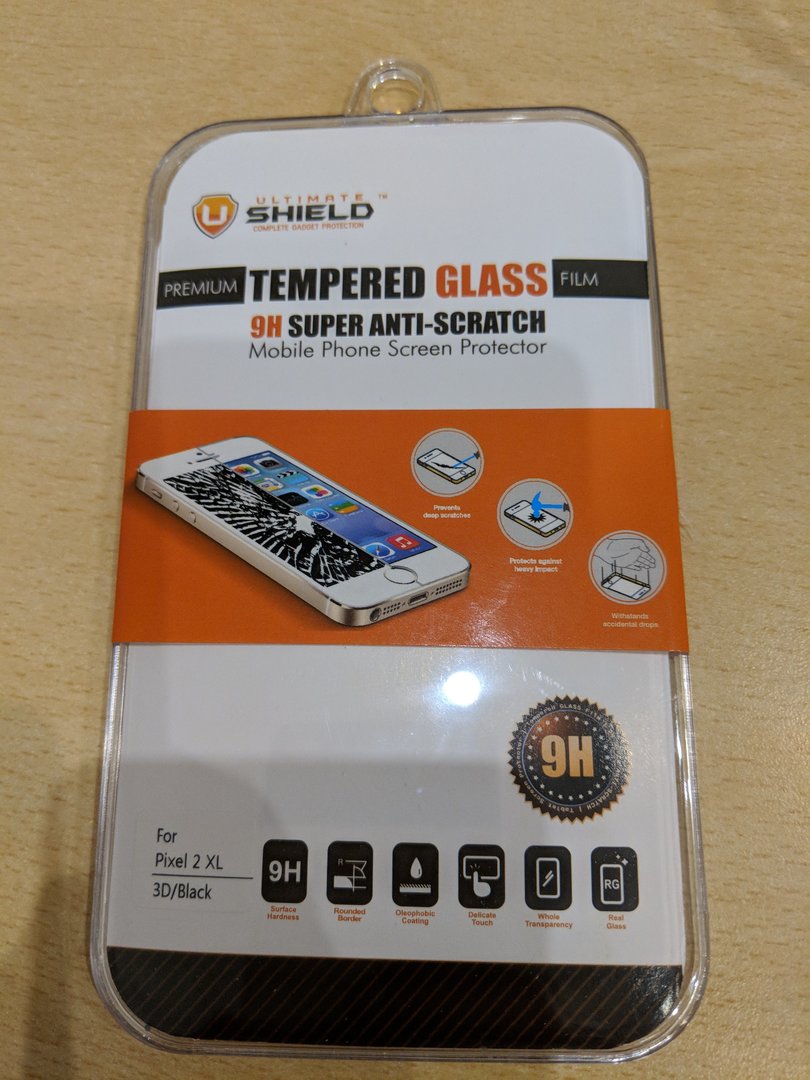 U
ULTIMATE ™
SHIELD
COMPLETE GADGET PROTECTION
PREMIUM TEMPERED GLASS FILM
9H SUPER ANTI-SCRATCH
Mobile Phone Screen Protector
Prevents
deep scratches
Protects against
heavy impact
Withstands
accidental drops
9H
For
Pixel 2 XL
3D/Black
9H
Surface
Hardness
R
Rounded
Border
Oleophobic
Coating
Delicate
Touch
Whole
Transparency
RG
Real
Glass